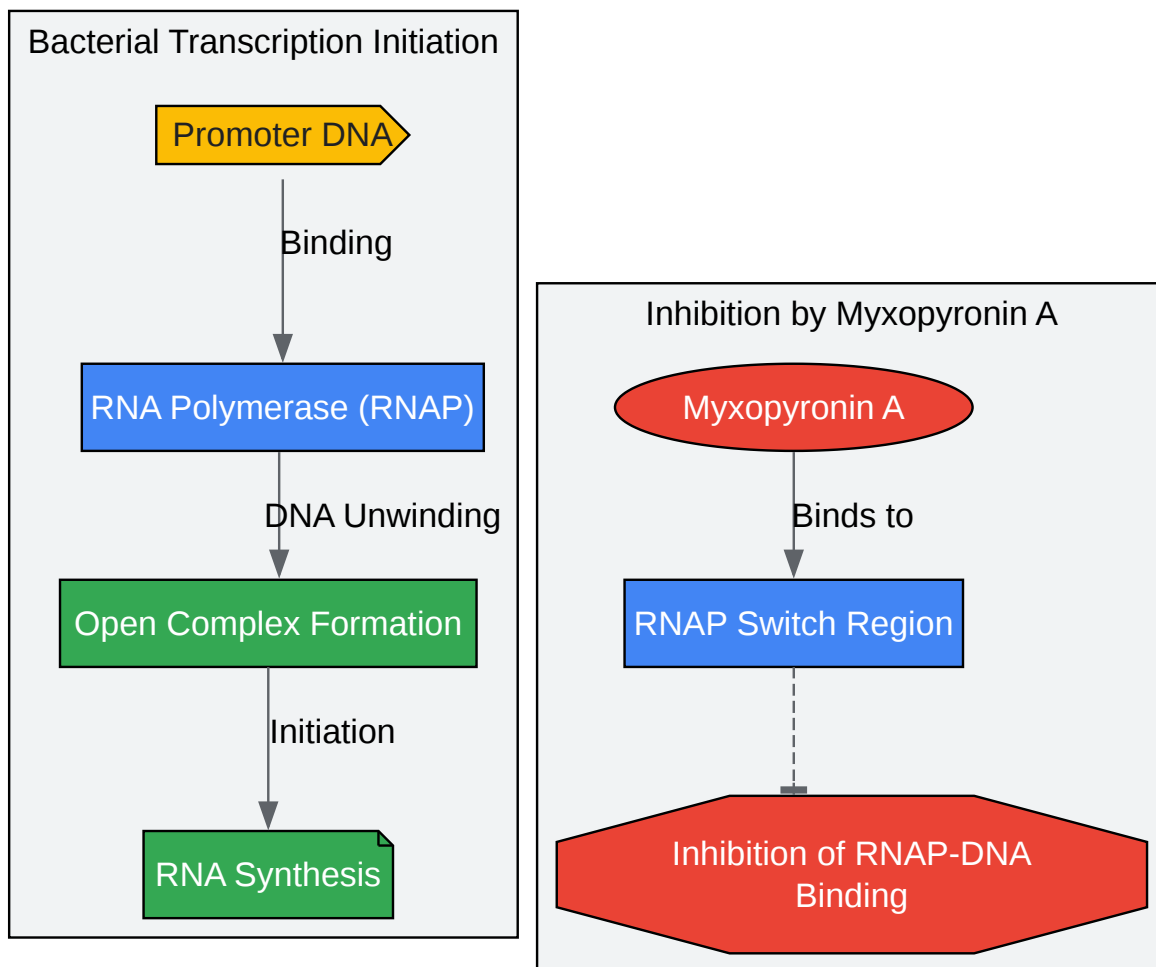 Bacterial Transcription Initiation
Promoter DNA
Binding
RNA Polymerase (RNAP)
DNA Unwinding
Open Complex Formation
Initiation
RNA Synthesis
Inhibition by Myxopyronin A
Myxopyronin A
Binds to
RNAP Switch Region
Inhibition of RNAP-DNA
Binding